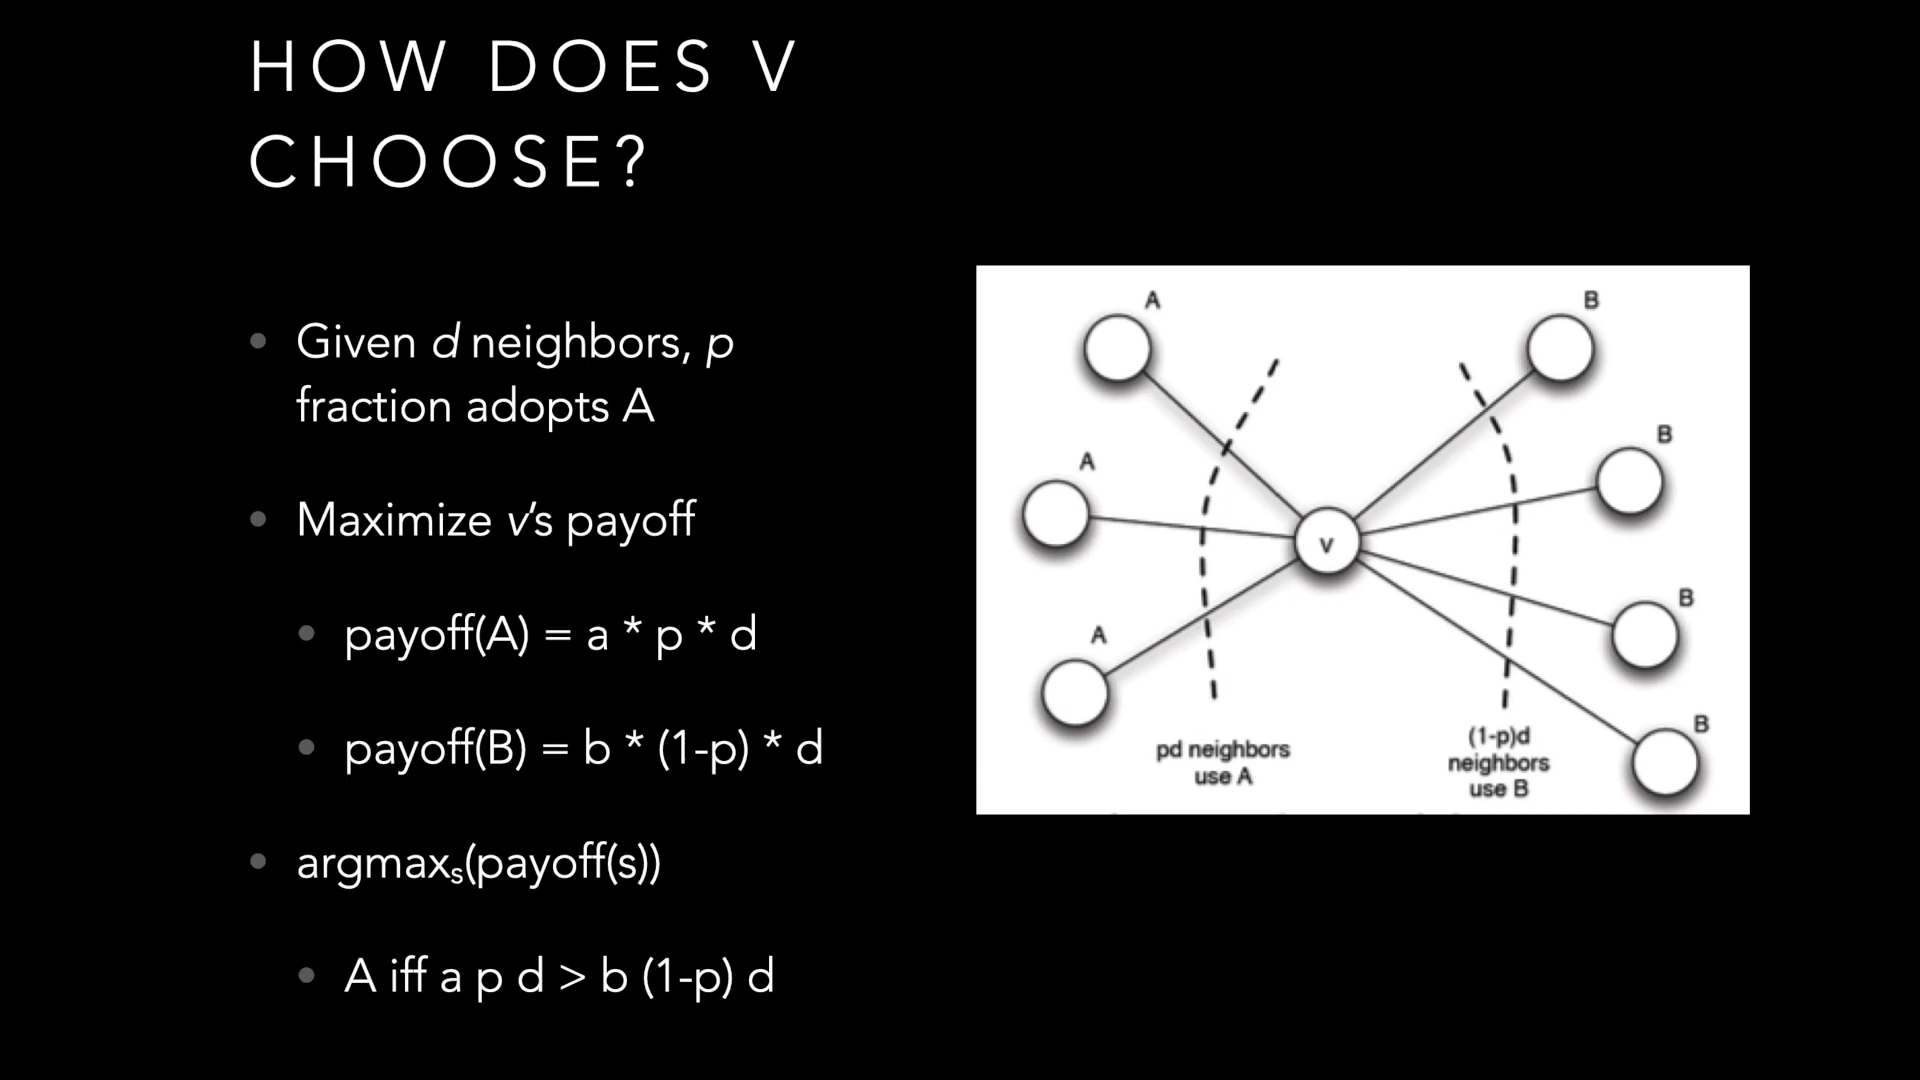 HOW DOES V
CHOOSE?
Given d neighbors, p
fraction adopts A
Maximize v's payoff
payoff(A) = a * p * d
payoff(B) = b * (1-p) * d
argmaxₛ(payoff(s))
A iff a p d > b (1-p) d
A
B
B
A
v
B
A
B
pd neighbors
use A
(1-p)d
neighbors
use B